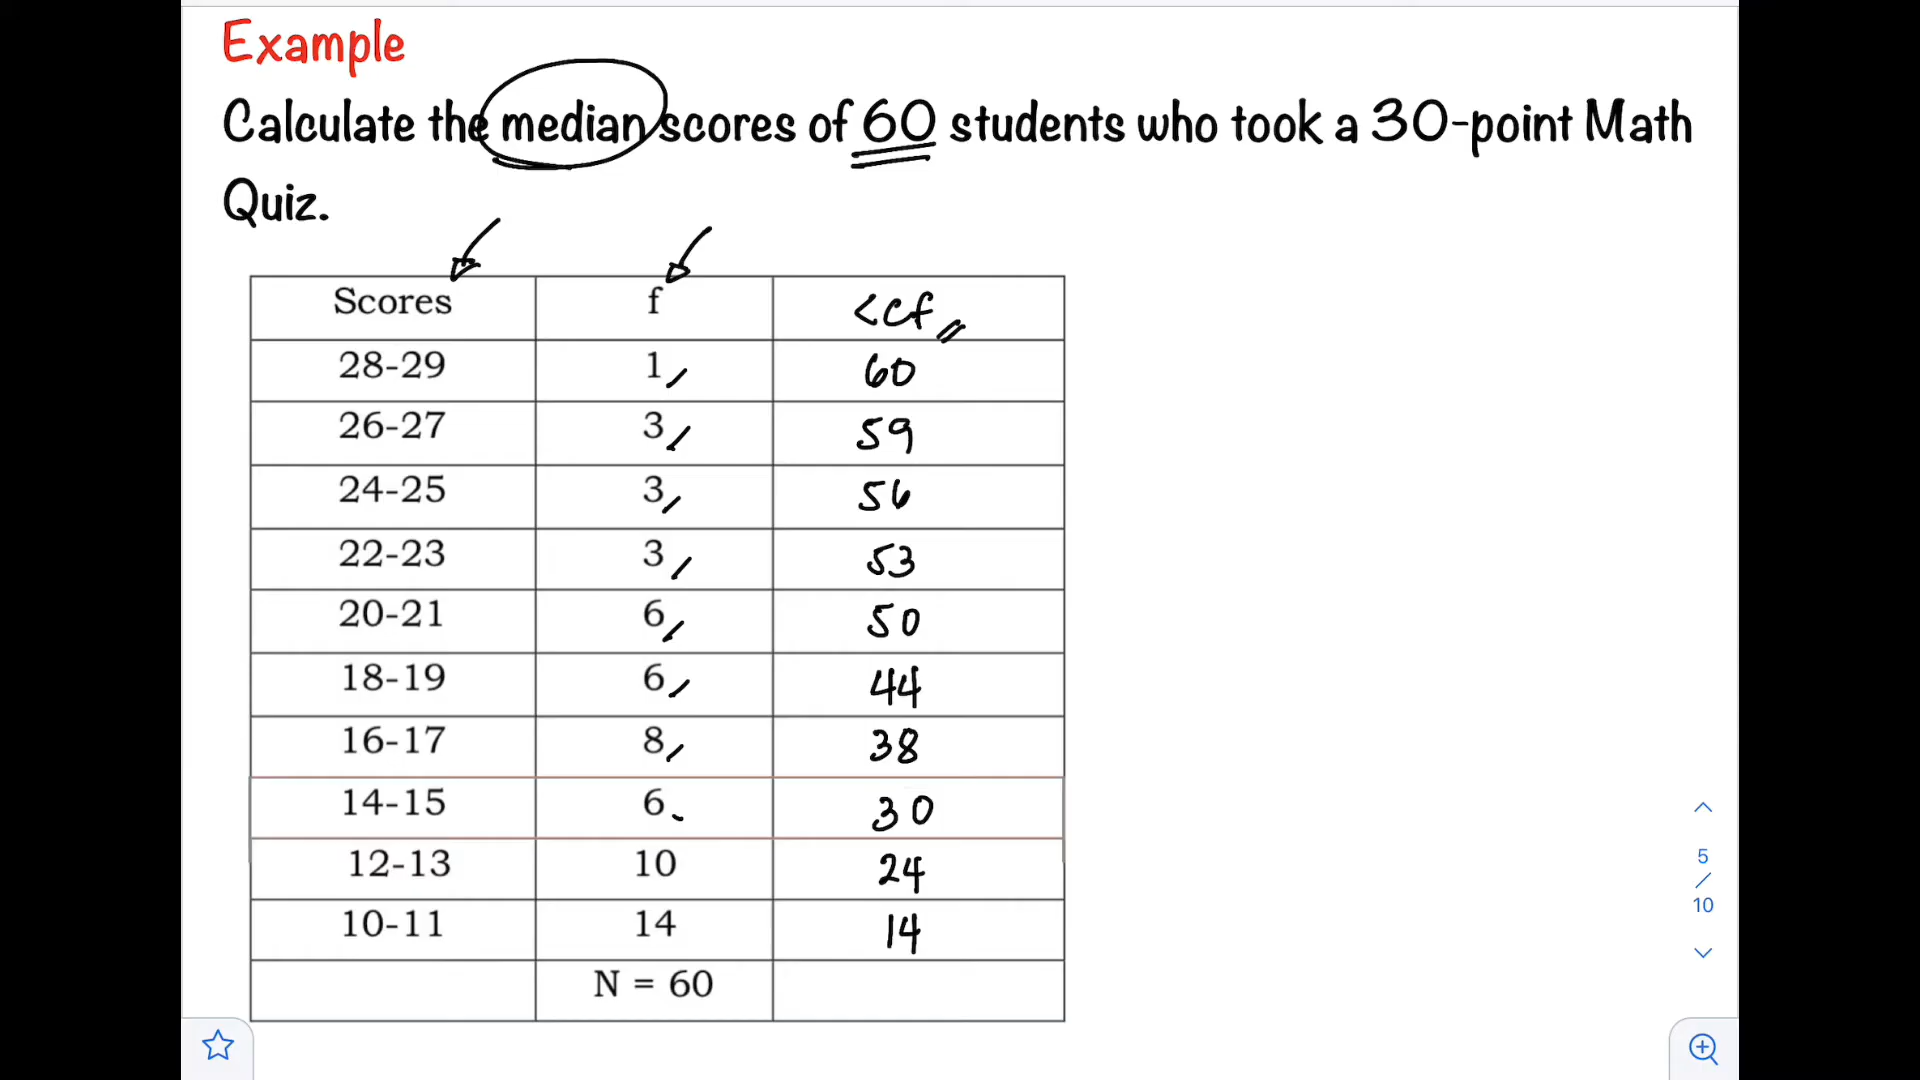 Example
Calculate the median scores of 60 students who took a 30-point Math
Quiz.
Scores f <cf
28-29 1 60
26-27 3 59
24-25 3 56
22-23 3 53
20-21 6 50
18-19 6 44
16-17 8 38
14-15 6 30
12-13 10 24
10-11 14 14
N = 60
5
/
10